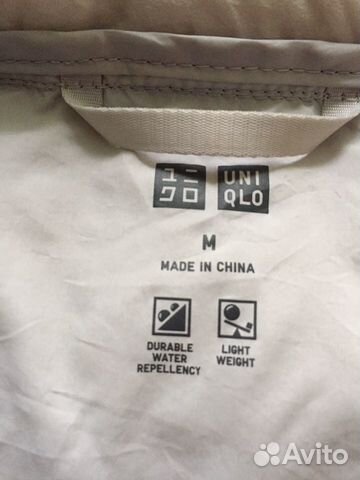 ユニ
クロ
UNI
QLO
M
MADE IN CHINA
DURABLE
WATER
REPELLENCY
LIGHT
WEIGHT
Avito